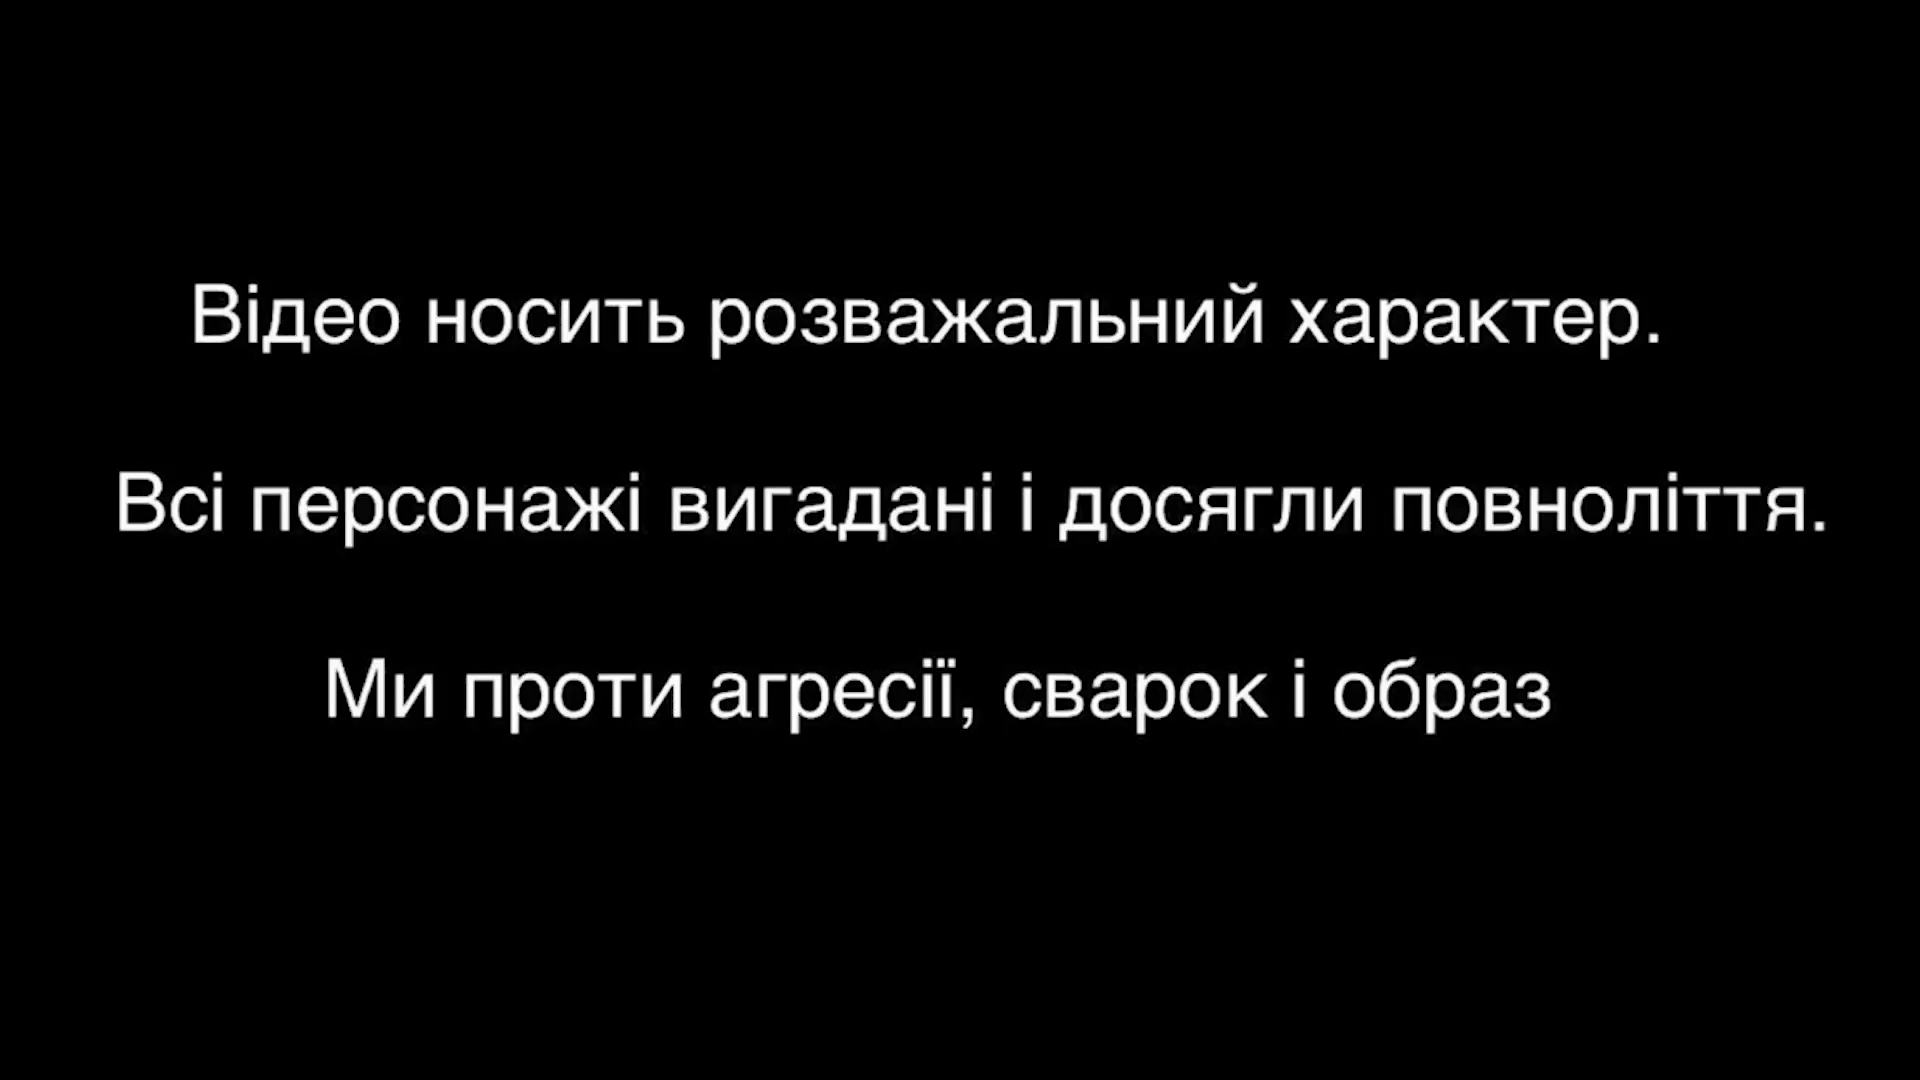 Відео носить розважальний характер.
Всі персонажі вигадані і досягли повноліття.
Ми проти агресії, сварок і образ